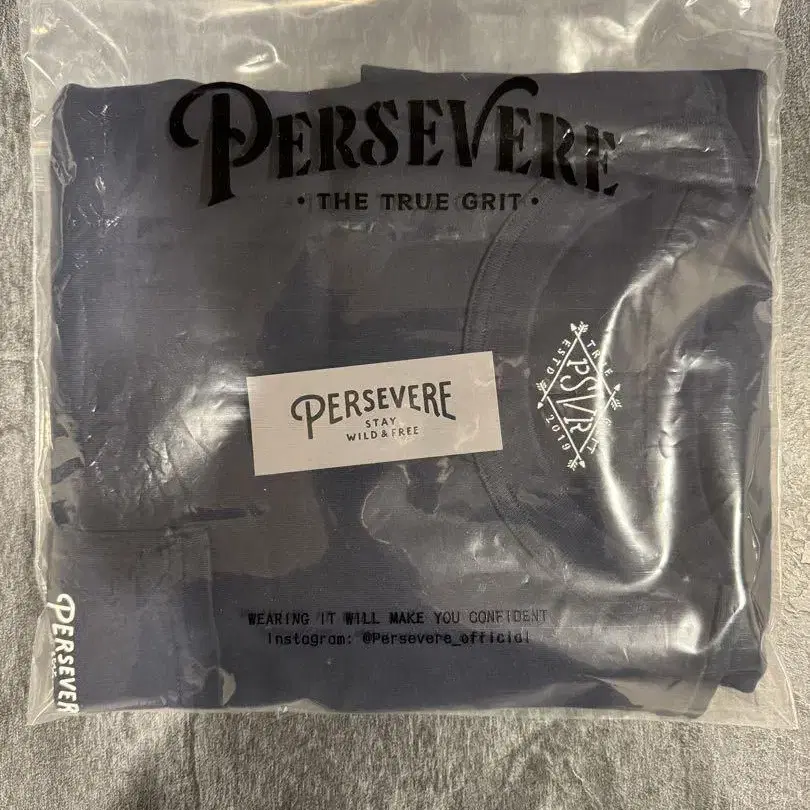 PERSEVERE
• THE TRUE GRIT •
PERSEVERE
STAY
WILD & FREE
TRUE
ESTD
PSVR
2019
WEARING IT WILL MAKE YOU CONFIDENT
Instagram: @Persevere_official
PERSEVER